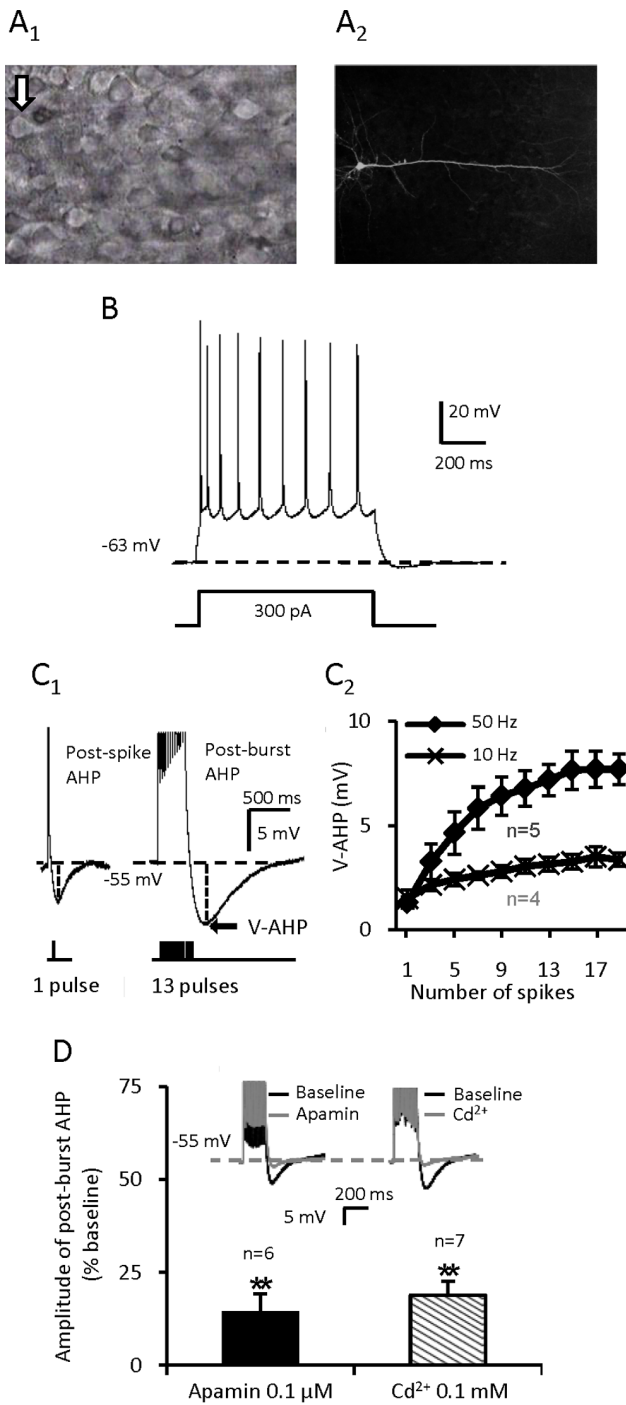 A1 A2
B
20 mV
200 ms
-63 mV
300 pA
C1 C2
Post-spike AHP
Post-burst AHP
500 ms
5 mV
-55 mV
V-AHP
1 pulse 13 pulses
10
5
0
V-AHP (mV)
50 Hz
10 Hz
n=5
n=4
1 5 9 13 17
Number of spikes
D
75
50
25
0
Amplitude of post-burst AHP
(% baseline)
Baseline
Apamin
Baseline
Cd²⁺
-55 mV
200 ms
5 mV
n=6
**
n=7
**
Apamin 0.1 µM Cd²⁺ 0.1 mM